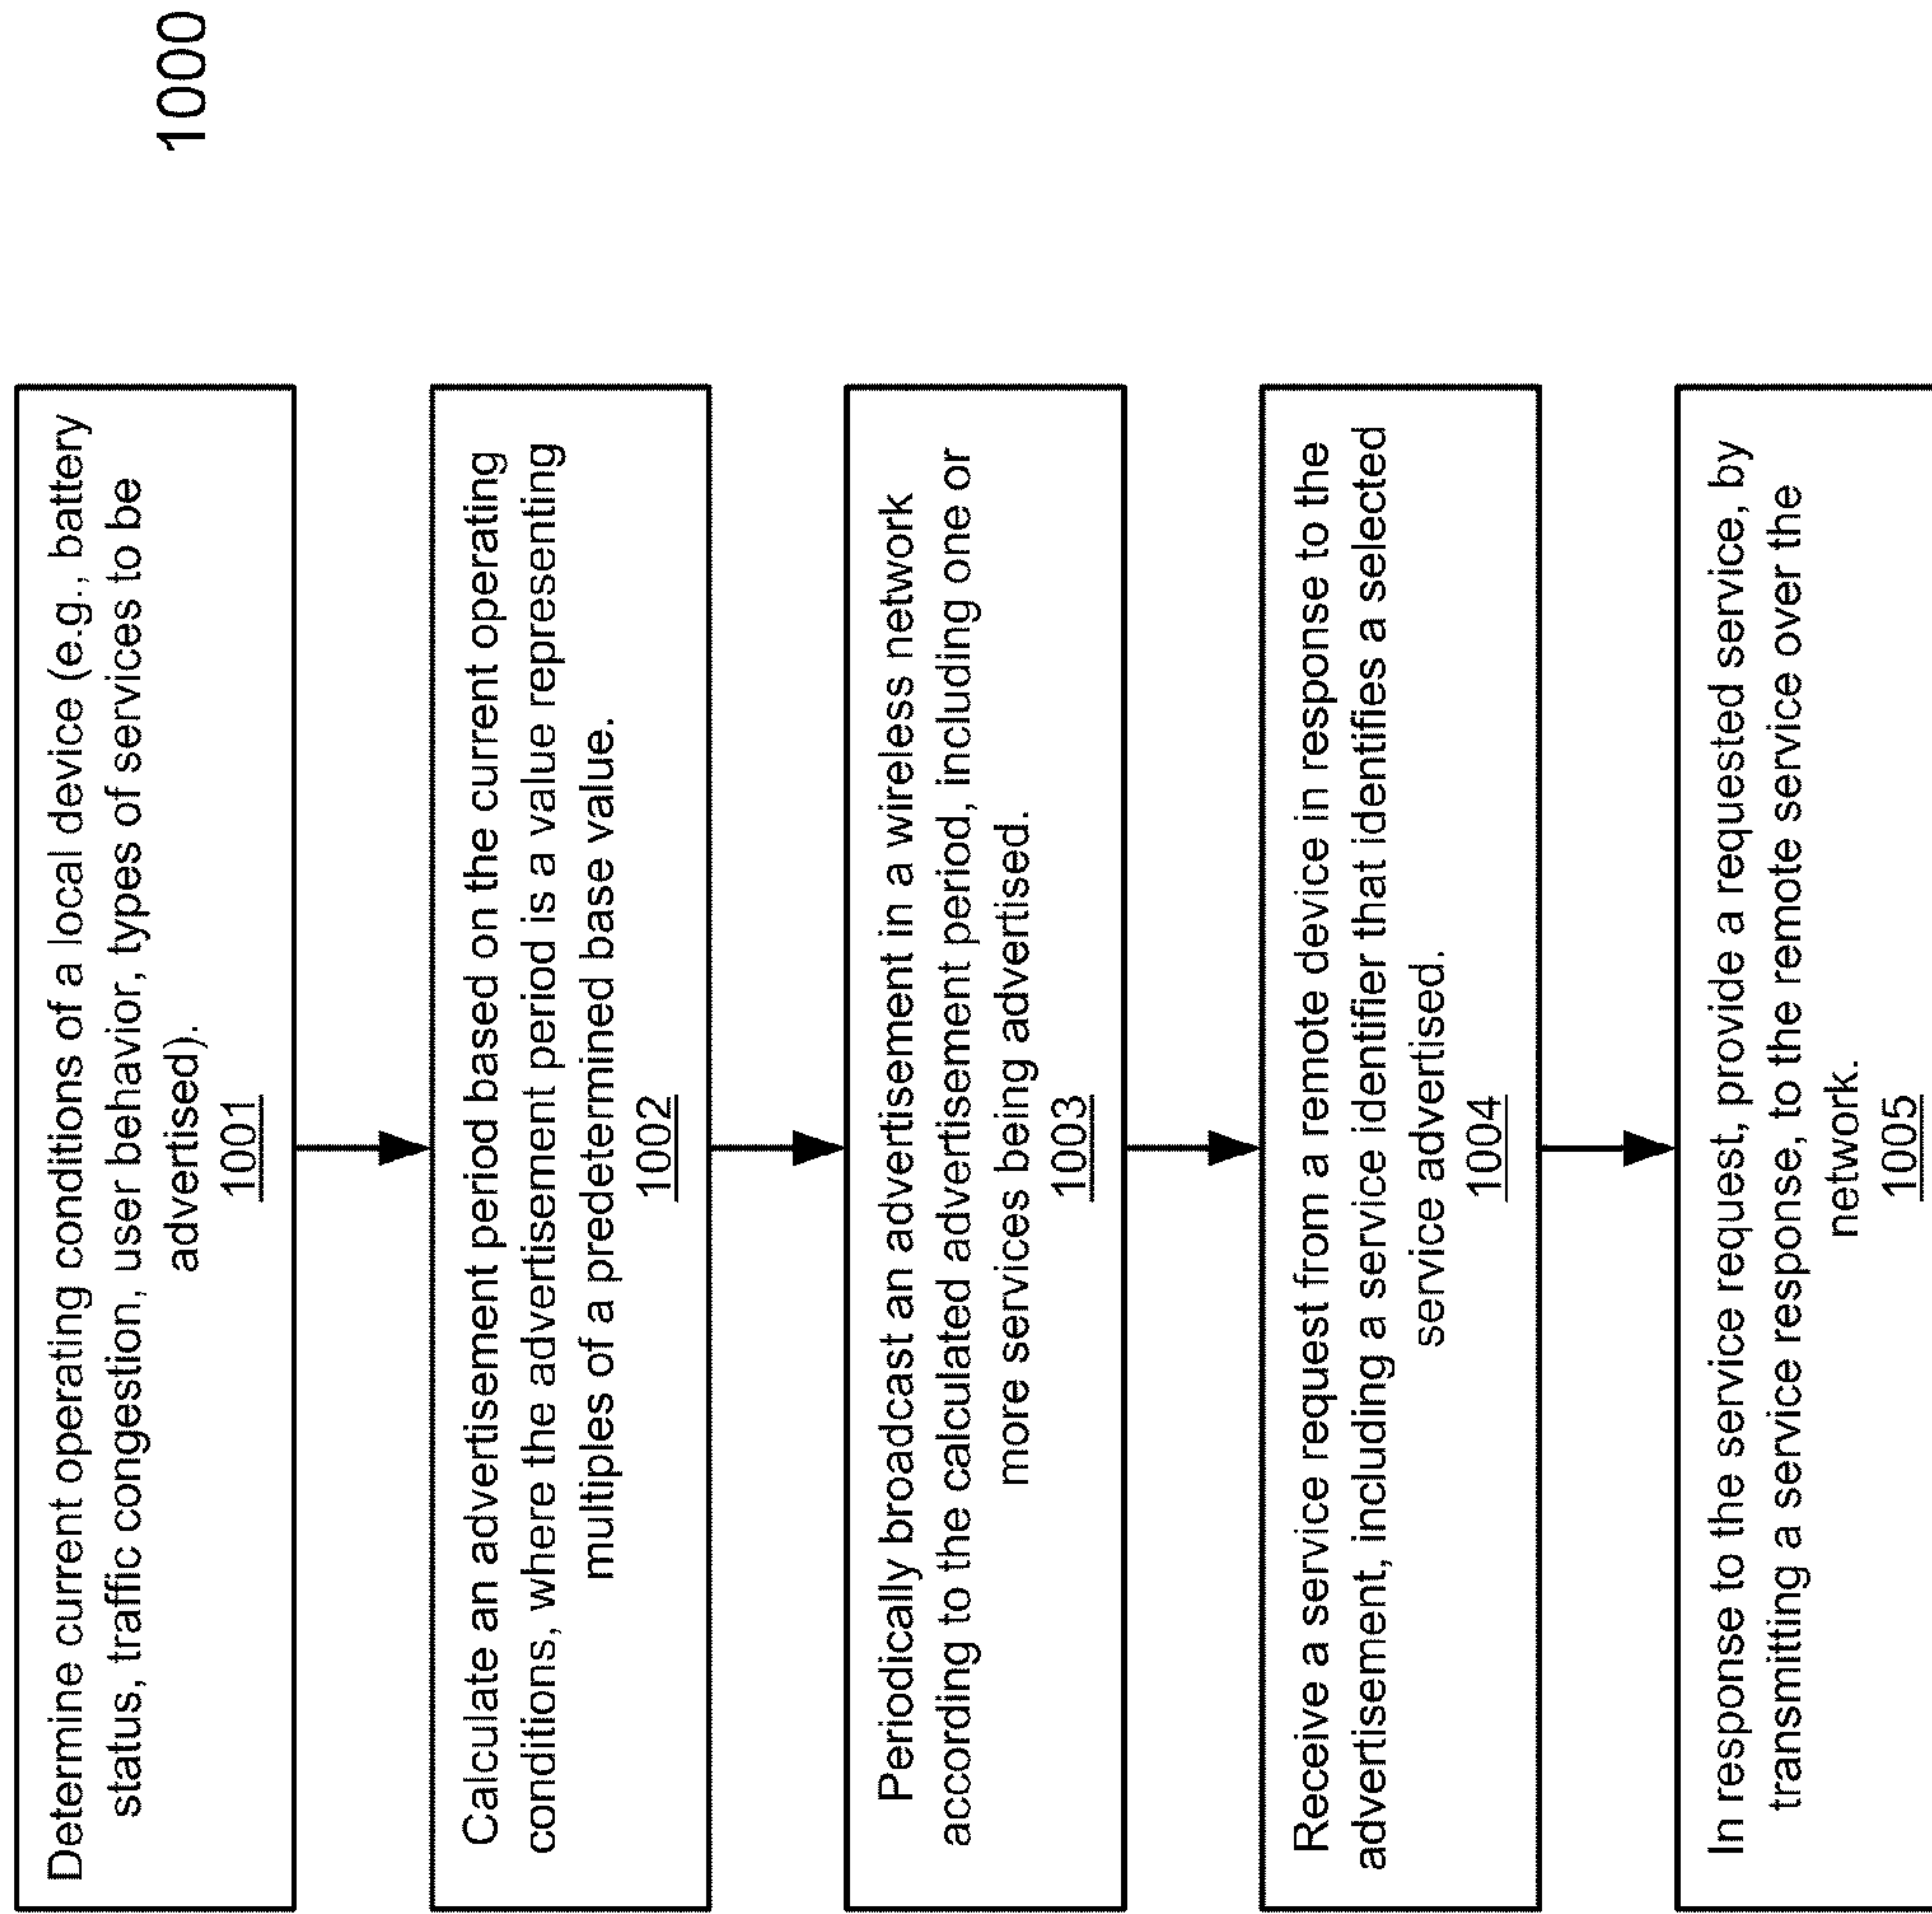 1000
Determine current operating conditions of a local device (e.g., battery
status, traffic congestion, user behavior, types of services to be
advertised).
1001
Calculate an advertisement period based on the current operating
conditions, where the advertisement period is a value representing
multiples of a predetermined base value.
1002
Periodically broadcast an advertisement in a wireless network
according to the calculated advertisement period, including one or
more services being advertised.
1003
Receive a service request from a remote device in response to the
advertisement, including a service identifier that identifies a selected
service advertised.
1004
In response to the service request, provide a requested service, by
transmitting a service response, to the remote service over the
network.
1005